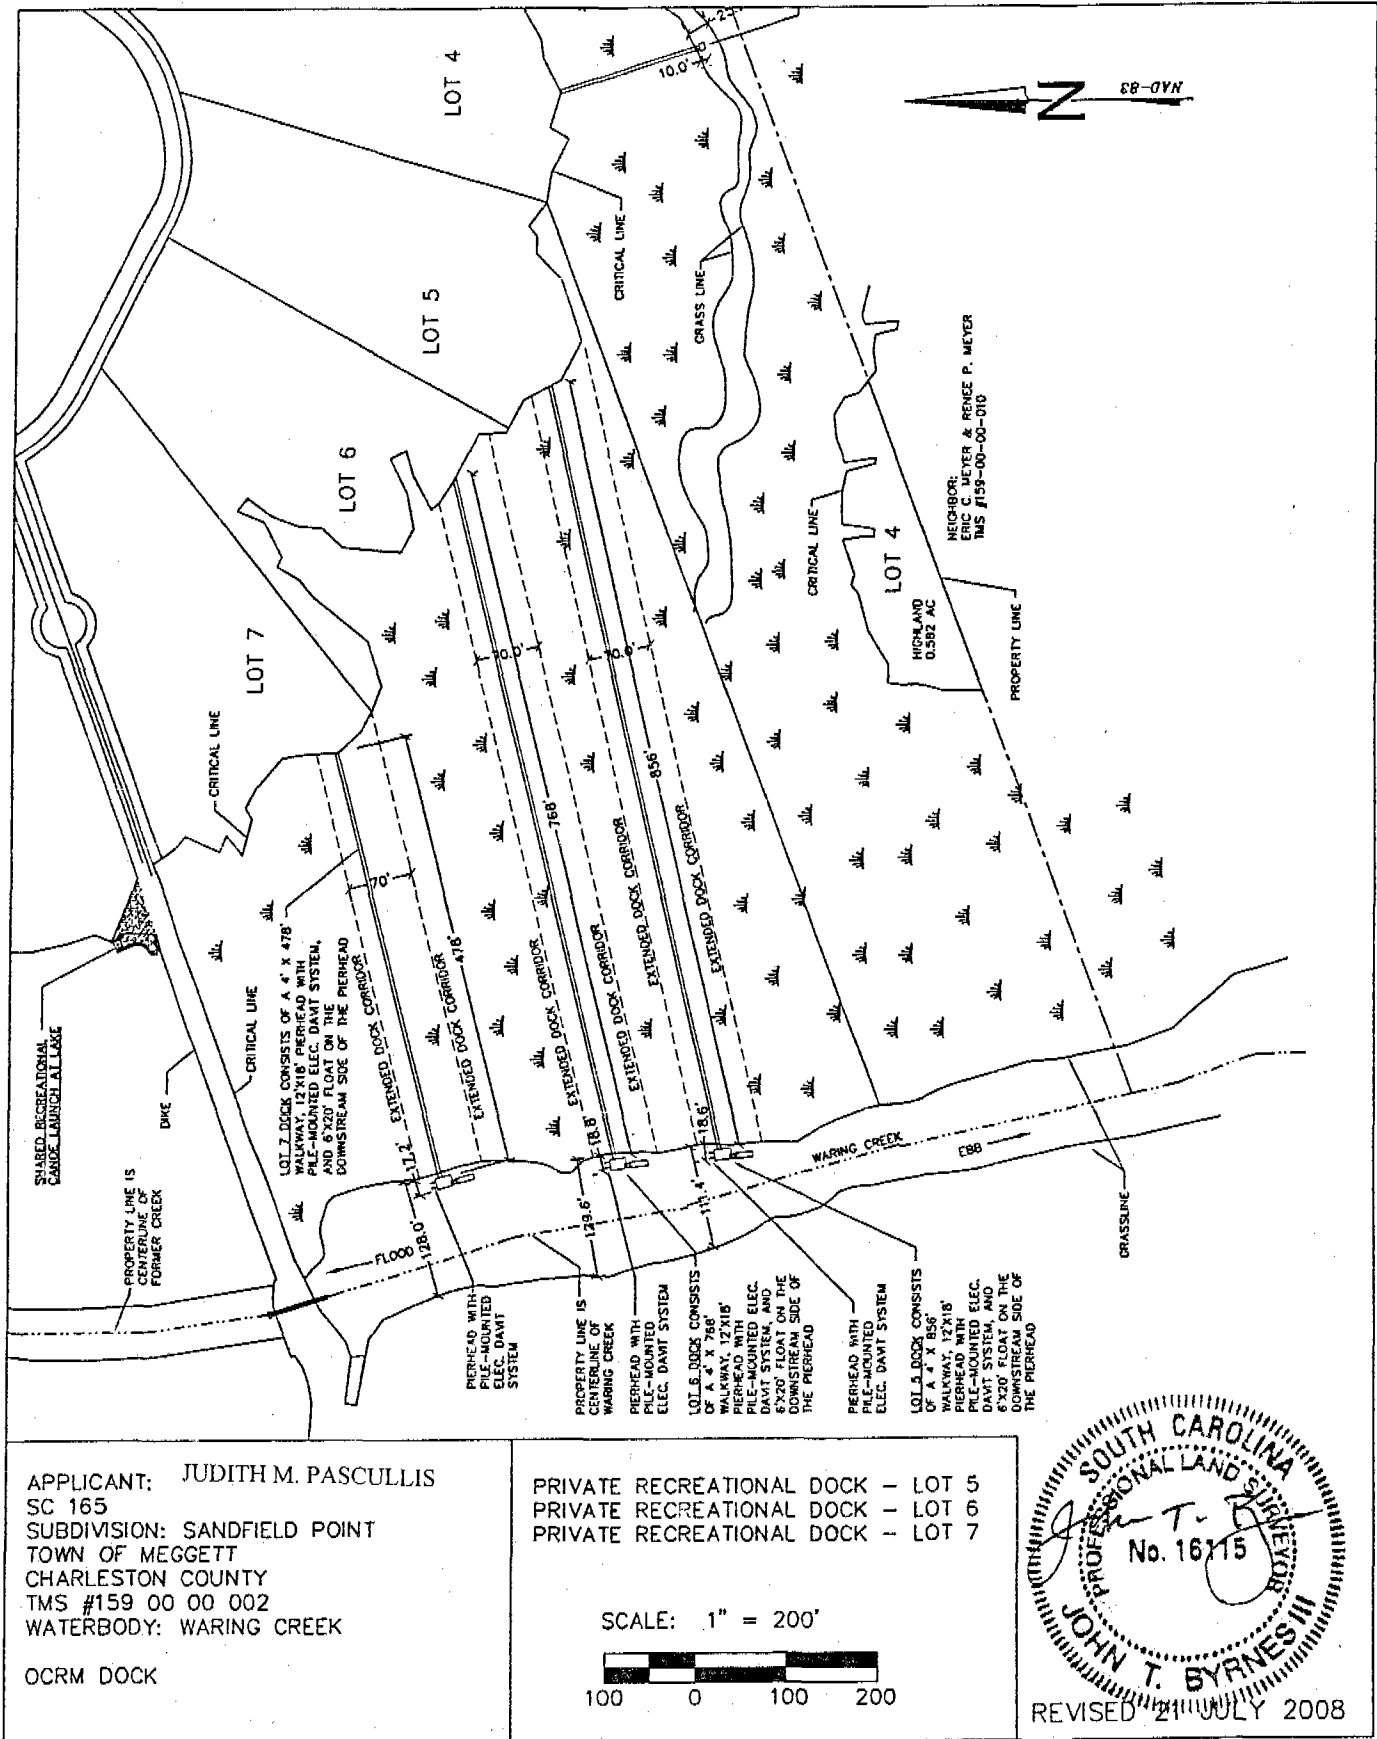 LOT 4
10.0'
NAD-83
N
CRITICAL LINE
GRASS LINE
LOT 5
LOT 6
LOT 7
NEIGHBOR:
ERIC C. MEYER & RENEE P. MEYER
TMS #159-00-00-010
CRITICAL LINE
LOT 4
HIGHLAND
0.582 AC
PROPERTY LINE
CRITICAL LINE
70.0'
70.0'
70'
768'
856'
478'
SHARED RECREATIONAL
CANOE LAUNCH AT LAKE
DIKE
CRITICAL LINE
PROPERTY LINE IS
CENTERLINE OF
FORMER CREEK
LOT 7 DOCK CONSISTS OF A 4' X 478'
WALKWAY, 12'X18' PIERHEAD WITH
PILE-MOUNTED ELEC. DAVIT SYSTEM,
AND 6'X20' FLOAT ON THE
DOWNSTREAM SIDE OF THE PIERHEAD
EXTENDED DOCK CORRIDOR
EXTENDED DOCK CORRIDOR
EXTENDED DOCK CORRIDOR
EXTENDED DOCK CORRIDOR
EXTENDED DOCK CORRIDOR
EXTENDED DOCK CORRIDOR
17.2'
18.8'
18.6'
128.0'
129.6'
111.4'
FLOOD
WARING CREEK
EBB
GRASSLINE
PIERHEAD WITH
PILE-MOUNTED
ELEC. DAVIT
SYSTEM
PROPERTY LINE IS
CENTERLINE OF
WARING CREEK
PIERHEAD WITH
PILE-MOUNTED
ELEC. DAVIT SYSTEM
LOT 6 DOCK CONSISTS
OF A 4' X 768'
WALKWAY, 12'X18'
PIERHEAD WITH
PILE-MOUNTED ELEC.
DAVIT SYSTEM, AND
6'X20' FLOAT ON THE
DOWNSTREAM SIDE OF
THE PIERHEAD
PIERHEAD WITH
PILE-MOUNTED
ELEC. DAVIT SYSTEM
LOT 5 DOCK CONSISTS
OF A 4' X 856'
WALKWAY, 12'X18'
PIERHEAD WITH
PILE-MOUNTED ELEC.
DAVIT SYSTEM, AND
6'X20' FLOAT ON THE
DOWNSTREAM SIDE OF
THE PIERHEAD
APPLICANT: JUDITH M. PASCULLIS
SC 165
SUBDIVISION: SANDFIELD POINT
TOWN OF MEGGETT
CHARLESTON COUNTY
TMS #159 00 00 002
WATERBODY: WARING CREEK
OCRM DOCK
PRIVATE RECREATIONAL DOCK – LOT 5
PRIVATE RECREATIONAL DOCK – LOT 6
PRIVATE RECREATIONAL DOCK – LOT 7
SCALE: 1" = 200'
100 0 100 200
SOUTH CAROLINA
PROFESSIONAL LAND SURVEYOR
No. 16115
JOHN T. BYRNES III
REVISED 21 JULY 2008